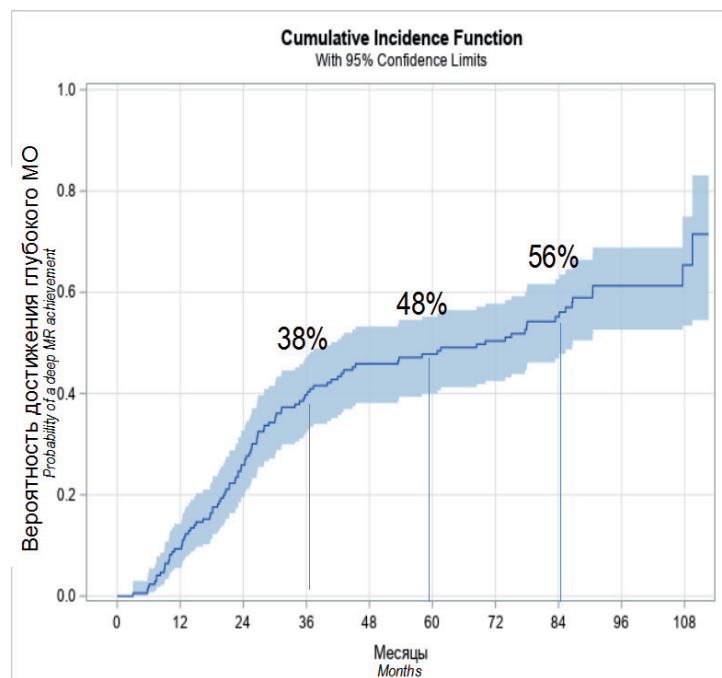 Cumulative Incidence Function
With 95% Confidence Limits
Вероятность достижения глубокого МО
Probability of a deep MR achievement
1.0
0.8
0.6
0.4
0.2
0.0
38%
48%
56%
0 12 24 36 48 60 72 84 96 108
Месяцы
Months